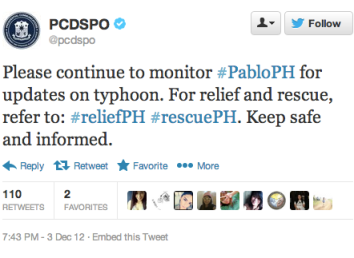 PCDSPO
@pcdspo
Follow
Please continue to monitor #PabloPH for
updates on typhoon. For relief and rescue,
refer to: #reliefPH #rescuePH. Keep safe
and informed.
Reply Retweet Favorite More
110 2
RETWEETS FAVORITES
7:43 PM - 3 Dec 12 · Embed this Tweet